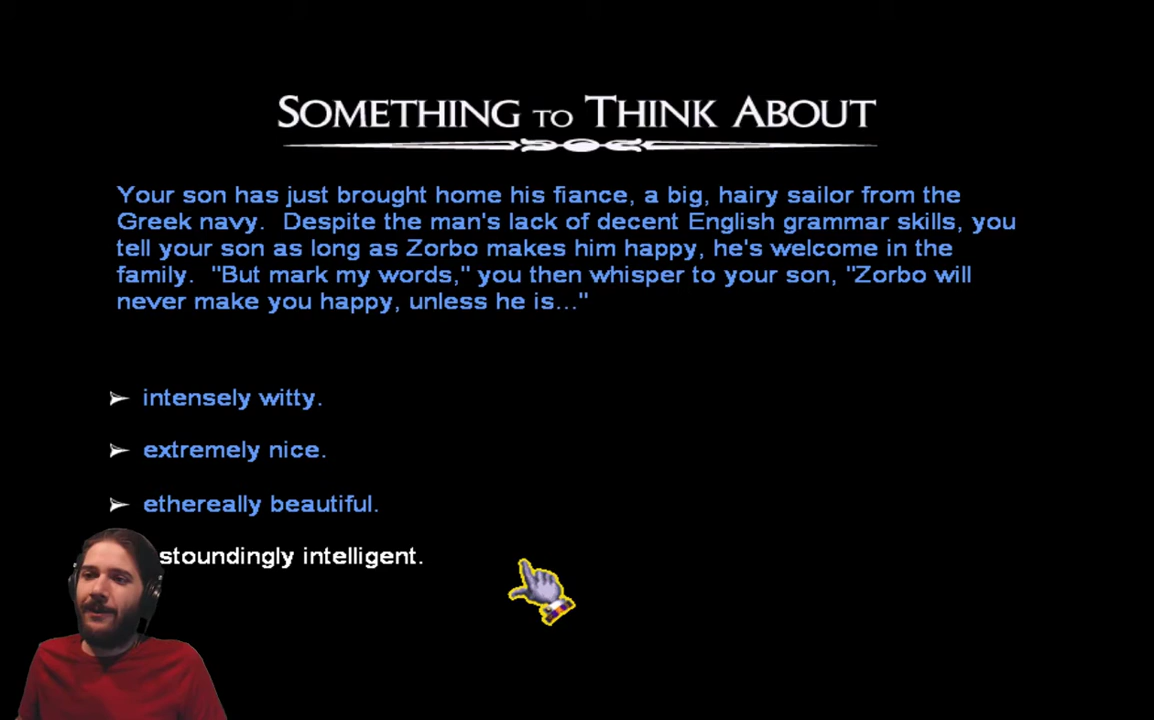 SOMETHING TO THINK ABOUT
Your son has just brought home his fiance, a big, hairy sailor from the
Greek navy. Despite the man's lack of decent English grammar skills, you
tell your son as long as Zorbo makes him happy, he's welcome in the
family. "But mark my words," you then whisper to your son, "Zorbo will
never make you happy, unless he is..."
intensely witty.
extremely nice.
ethereally beautiful.
stoundingly intelligent.